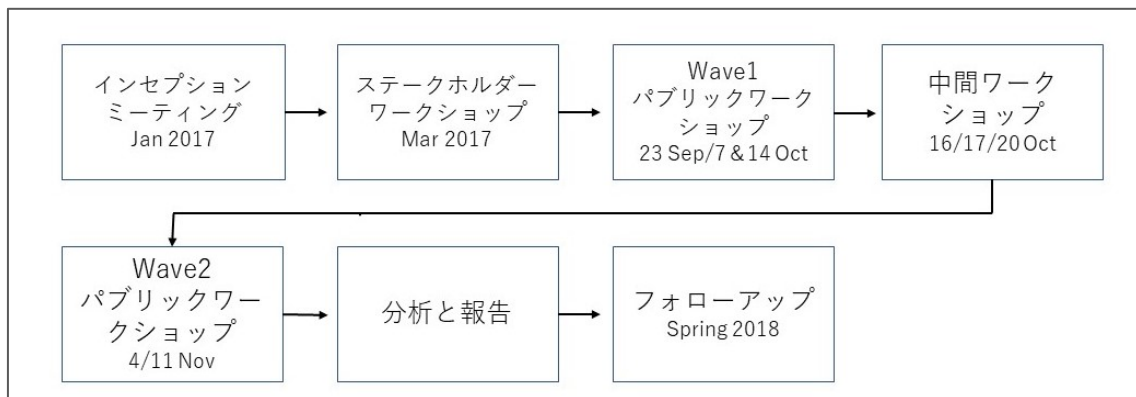 インセプション
ミーティング
Jan 2017
ステークホルダー
ワークショップ
Mar 2017
Wave1
パブリックワーク
ショップ
23 Sep/7 & 14 Oct
中間ワーク
ショップ
16/17/20 Oct
Wave2
パブリックワー
クショップ
4/11 Nov
分析と報告
フォローアップ
Spring 2018